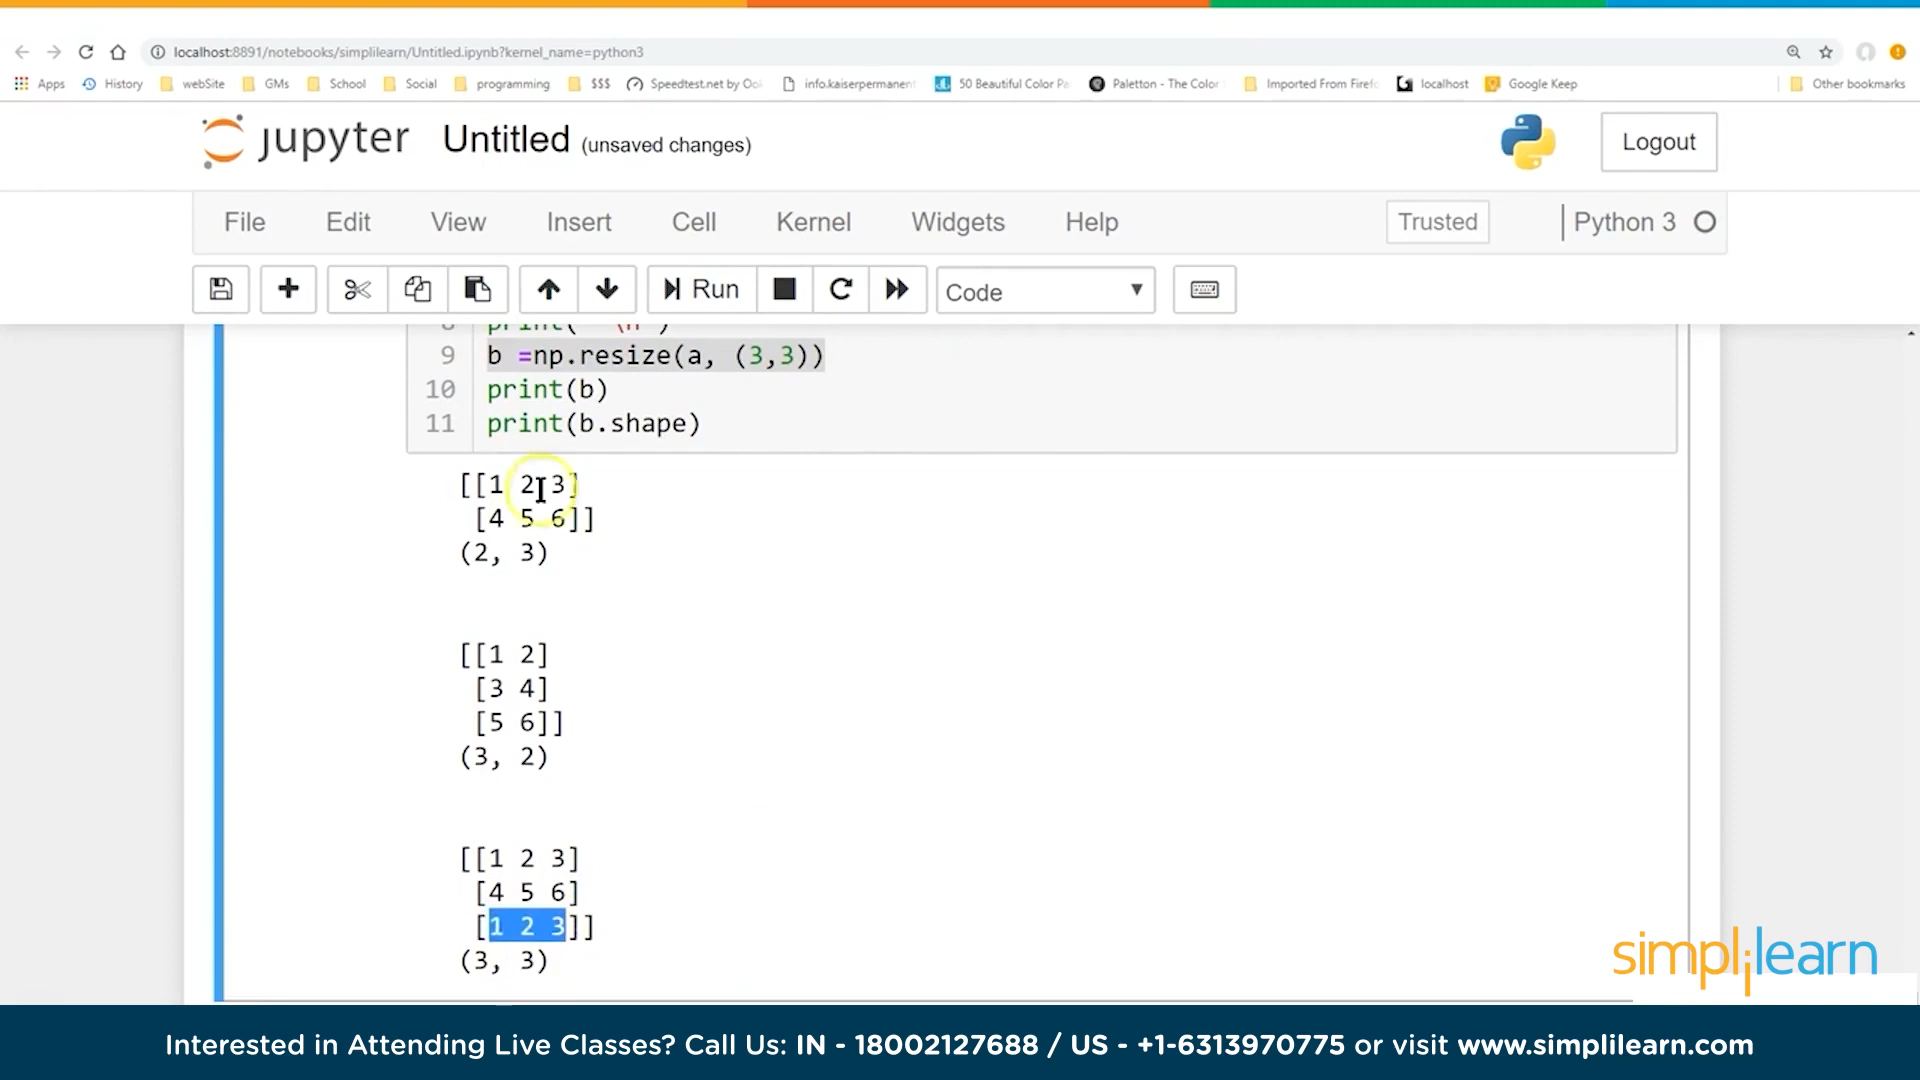 localhost:8891/notebooks/simplilearn/Untitled.ipynb?kernel_name=python3
Apps History webSite GMs School Social programming $$$ Speedtest.net by Ool info.kaiserpermanent 50 Beautiful Color Pa Paletton - The Color Imported From Firefo localhost Google Keep Other bookmarks
jupyter Untitled (unsaved changes) Logout
File Edit View Insert Cell Kernel Widgets Help Trusted Python 3
Run Code
9 b =np.resize(a, (3,3))
10 print(b)
11 print(b.shape)
[[1 2 3]
[4 5 6]]
(2, 3)
[[1 2]
[3 4]
[5 6]]
(3, 2)
[[1 2 3]
[4 5 6]
[1 2 3]]
(3, 3)
simplilearn
Interested in Attending Live Classes? Call Us: IN - 18002127688 / US - +1-6313970775 or visit www.simplilearn.com